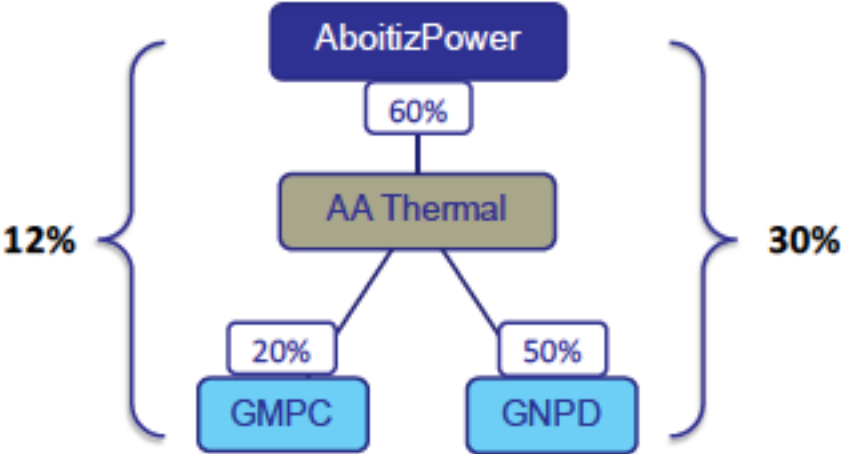 AboitizPower
60%
AA Thermal
12%
30%
20%
50%
GMPC
GNPD